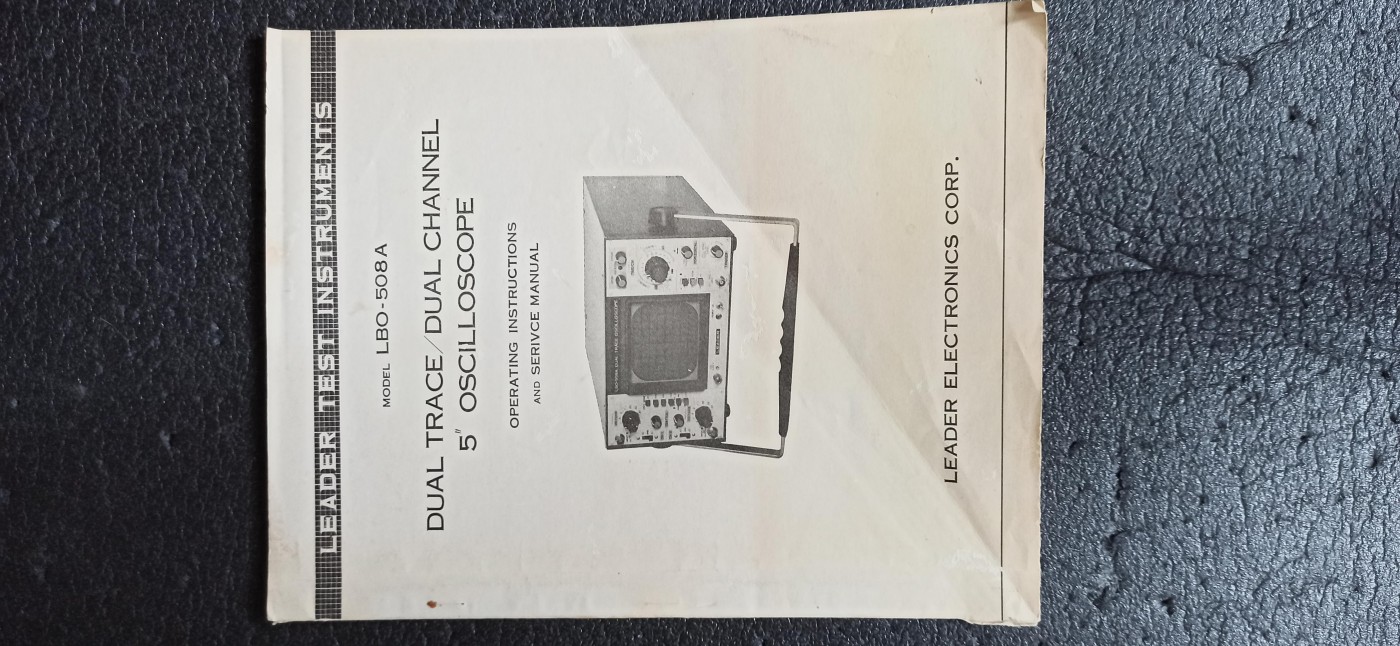 LEADER TEST INSTRUMENTS
MODEL LBO-508A
DUAL TRACE/DUAL CHANNEL
5" OSCILLOSCOPE
OPERATING INSTRUCTIONS
AND SERIVCE MANUAL
LEADER
LEADER ELECTRONICS CORP.